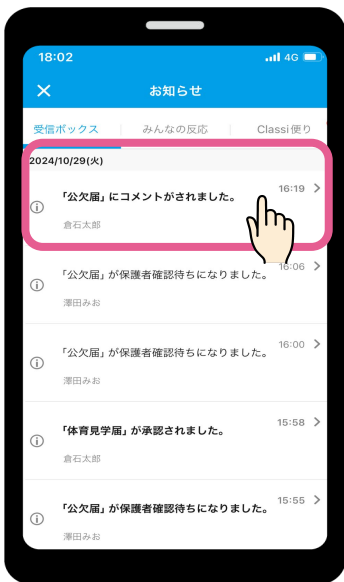 18:02
4G
お知らせ
受信ボックス
みんなの反応
Classi便り
2024/10/29(火)
「公欠届」にコメントがされました。
16:19
倉石太郎
「公欠届」が保護者確認待ちになりました。
16:06
澤田みお
「公欠届」が保護者確認待ちになりました。
16:00
澤田みお
「体育見学届」が承認されました。
15:58
倉石太郎
「公欠届」が保護者確認待ちになりました。
15:55
澤田みお